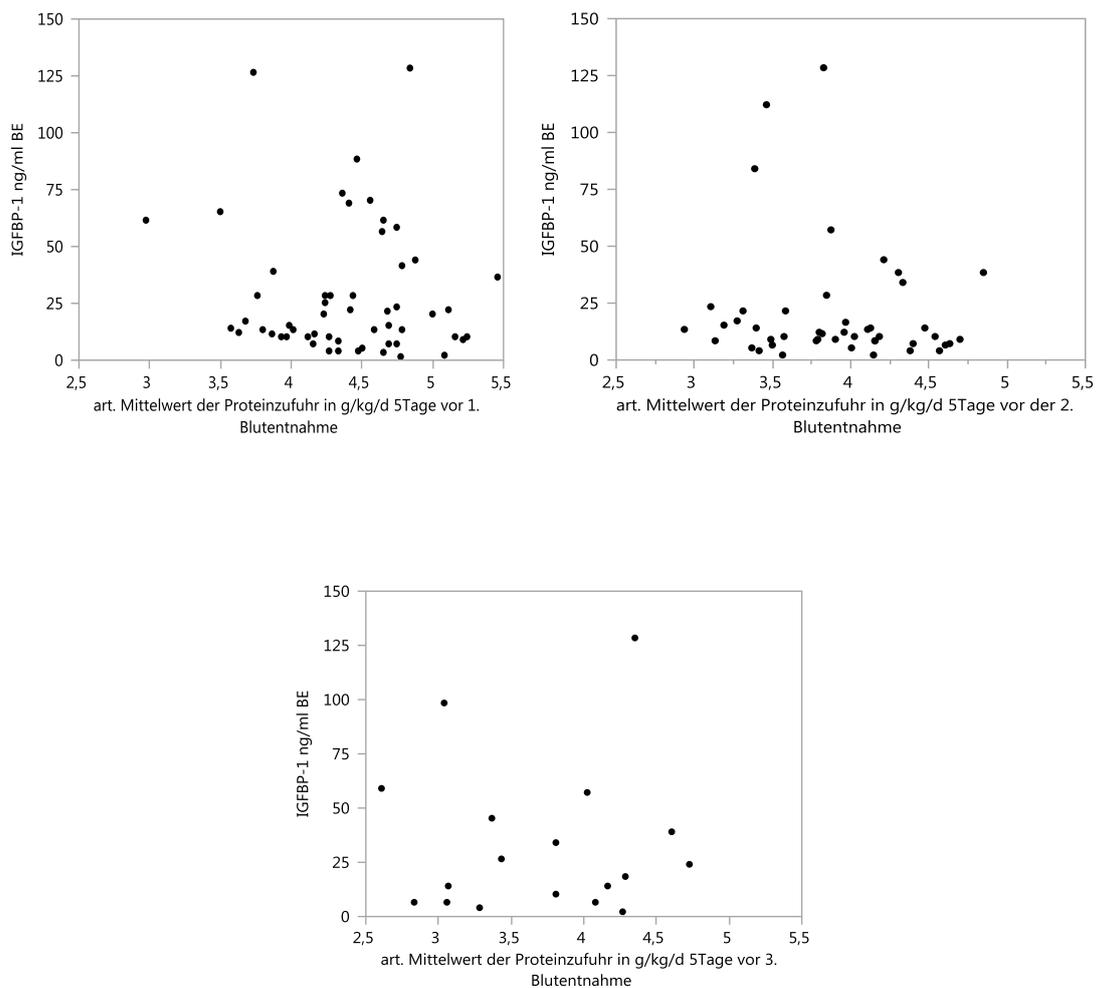 150
125
100
75
50
25
0
IGFBP-1 ng/ml BE
2,5 3 3,5 4 4,5 5 5,5
art. Mittelwert der Proteinzufuhr in g/kg/d 5Tage vor 1.
Blutentnahme
150
125
100
75
50
25
0
IGFBP-1 ng/ml BE
2,5 3 3,5 4 4,5 5 5,5
art. Mittelwert der Proteinzufuhr in g/kg/d 5Tage vor der 2.
Blutentnahme
150
125
100
75
50
25
0
IGFBP-1 ng/ml BE
2,5 3 3,5 4 4,5 5 5,5
art. Mittelwert der Proteinzufuhr in g/kg/d 5Tage vor 3.
Blutentnahme